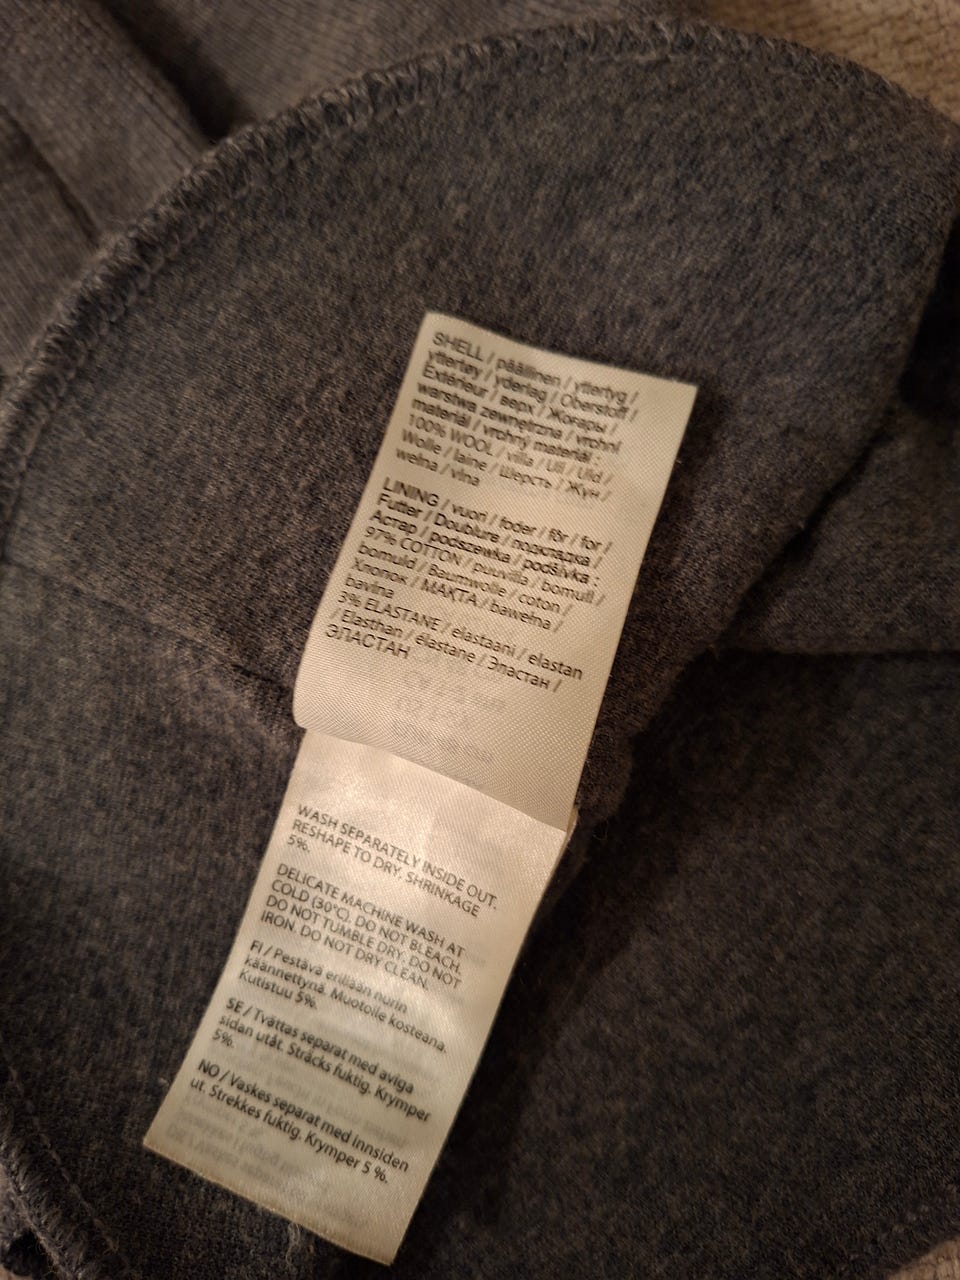 SHELL / päällinen / yttertyg /
yttertøy / ydertag / Oberstoff /
Extérieur / верх / Жоғары /
warstwa zewnętrzna / vrchní
materiál / vrchný materiál :
100% WOOL / villa / Ull / Uld /
Wolle / laine / Шерсть / Жүн /
wełna / vlna
LINING / vuori / foder / fôr / for /
Futter / Doublure / подкладка /
Астар / podszewka / podšívka :
97% COTTON / puuvilla / bomull /
bomuld / Baumwolle / coton /
Хлопок / МАҚТА / bawełna /
bavlna
3% ELASTANE / elastaani / elastan
/ Elasthan / élastane / Эластан /
ЭЛАСТАН
WASH SEPARATELY INSIDE OUT.
RESHAPE TO DRY. SHRINKAGE
5%.
DELICATE MACHINE WASH AT
COLD (30°C). DO NOT BLEACH.
DO NOT TUMBLE DRY. DO NOT
IRON. DO NOT DRY CLEAN.
FI / Pestävä erillään nurin
käännettynä. Muotoile kosteana.
Kutistuu 5%.
SE / Tvättas separat med aviga
sidan utåt. Sträcks fuktig. Krymper
5%.
NO / Vaskes separat med innsiden
ut. Strekkes fuktig. Krymper 5 %.